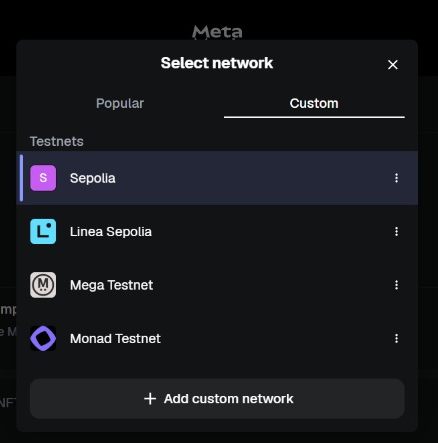 Meta
Select network
Popular
Custom
Testnets
S
Sepolia
L
Linea Sepolia
M
Mega Testnet
Monad Testnet
+ Add custom network